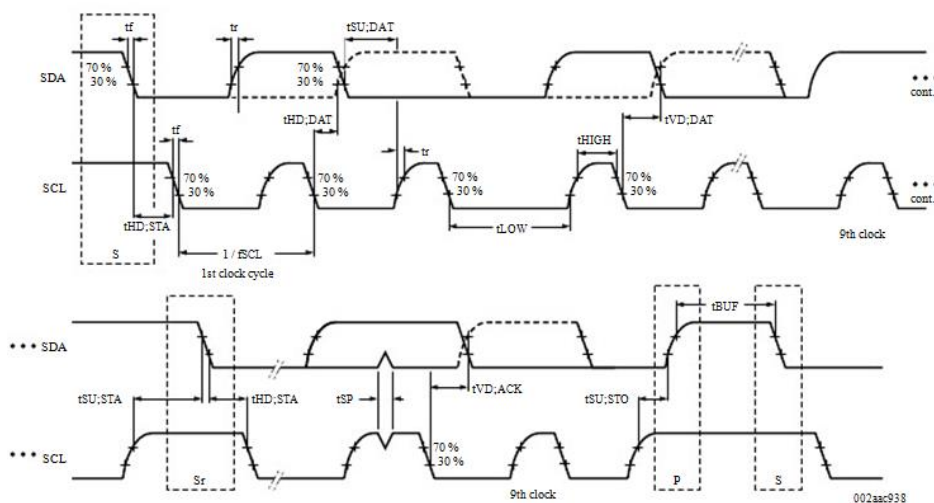 tf
tr
tSU;DAT
SDA
70 %
30 %
70 %
30 %
cont.
tHD;DAT
tVD;DAT
tf
tr
tHIGH
SCL
70 %
30 %
70 %
30 %
70 %
30 %
70 %
30 %
cont.
tHD;STA
tLOW
9th clock
S
1 / fSCL
1st clock cycle
tBUF
SDA
tSU;STA
tHD;STA
tSP
tVD;ACK
tSU;STO
70 %
30 %
SCL
Sr
9th clock
P
S
002aac938